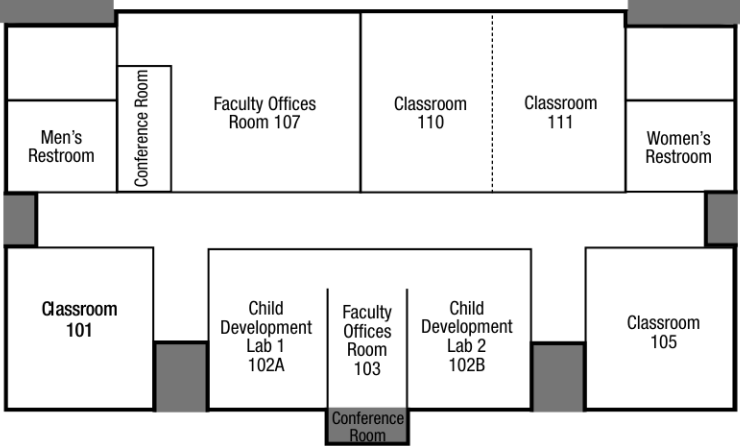 Men's
Restroom
Conference Room
Faculty Offices
Room 107
Classroom
110
Classroom
111
Women's
Restroom
Classroom
101
Child
Development
Lab 1
102A
Faculty
Offices
Room
103
Child
Development
Lab 2
102B
Classroom
105
Conference
Room